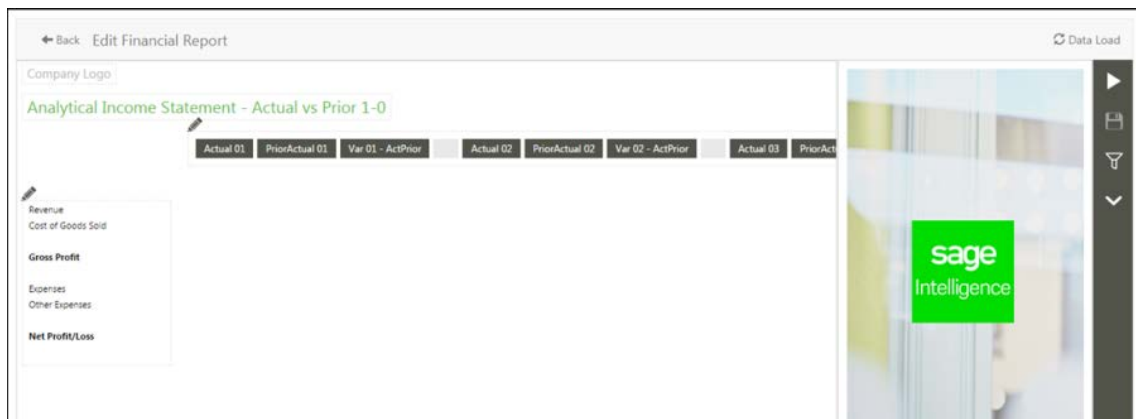 Back Edit Financial Report Data Load
Company Logo
Analytical Income Statement - Actual vs Prior 1-0
Actual 01 PriorActual 01 Var 01 - ActPrior Actual 02 PriorActual 02 Var 02 - ActPrior Actual 03 PriorAct
Revenue
Cost of Goods Sold
Gross Profit
Expenses
Other Expenses
Net Profit/Loss
sage
Intelligence